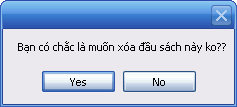 Bạn có chắc là muốn xóa đầu sách này ko??
Yes
No